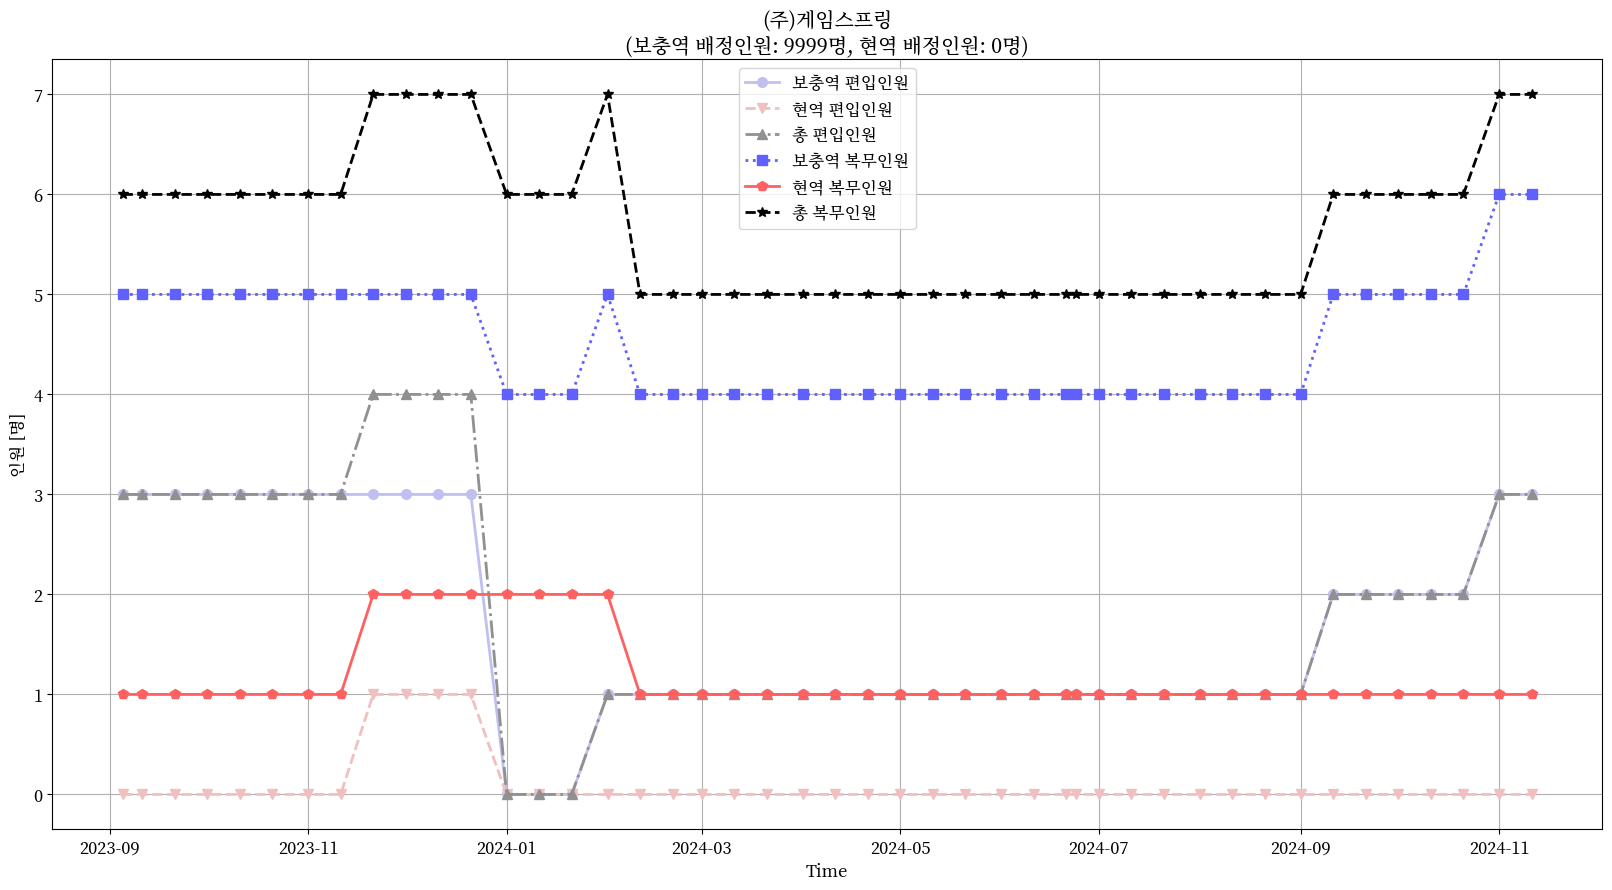 (주)게임스프링
(보충역 배정인원: 9999명, 현역 배정인원: 0명)
보충역 편입인원
현역 편입인원
총 편입인원
보충역 복무인원
현역 복무인원
총 복무인원
인원 [명]
7
6
5
4
3
2
1
0
2023-09
2023-11
2024-01
2024-03
2024-05
2024-07
2024-09
2024-11
Time